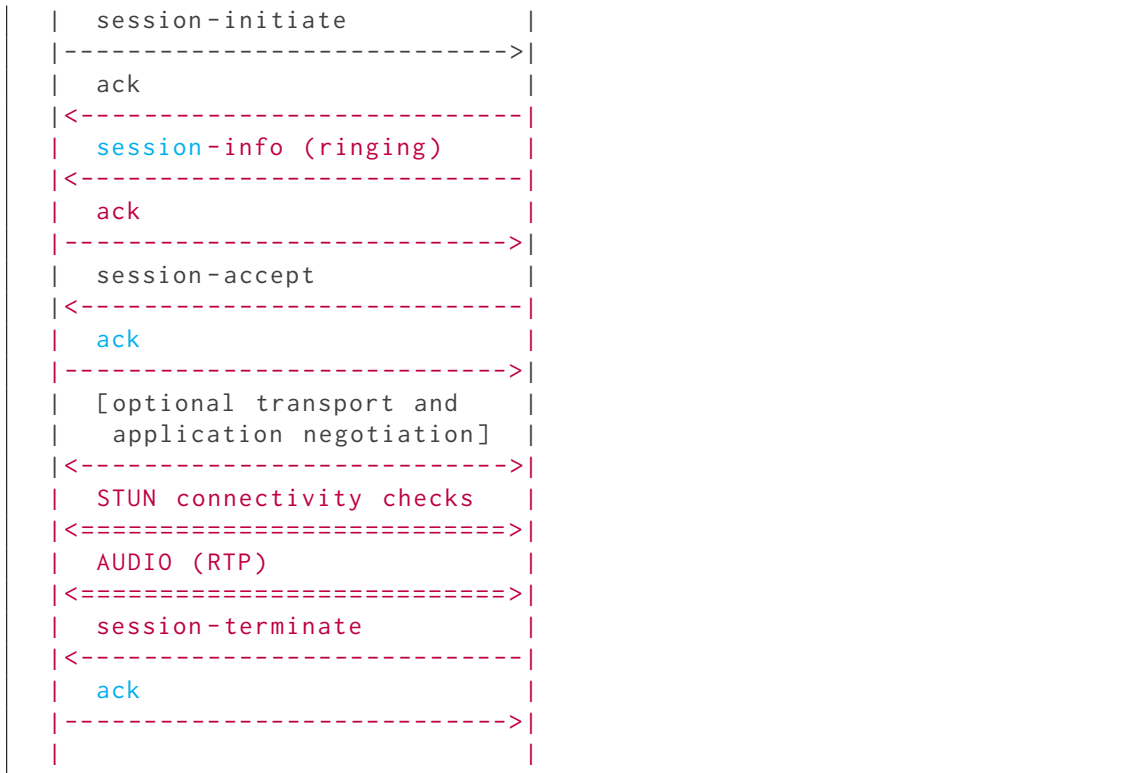 |  session-initiate            |
|---------------------------->|
|  ack                         |
|<----------------------------|
|  session-info (ringing)      |
|<----------------------------|
|  ack                         |
|---------------------------->|
|  session-accept              |
|<----------------------------|
|  ack                         |
|---------------------------->|
|  [optional transport and     |
|   application negotiation]   |
|<--------------------------->|
|  STUN connectivity checks    |
|<===========================>|
|  AUDIO (RTP)                 |
|<===========================>|
|  session-terminate           |
|<----------------------------|
|  ack                         |
|---------------------------->|
|                              |